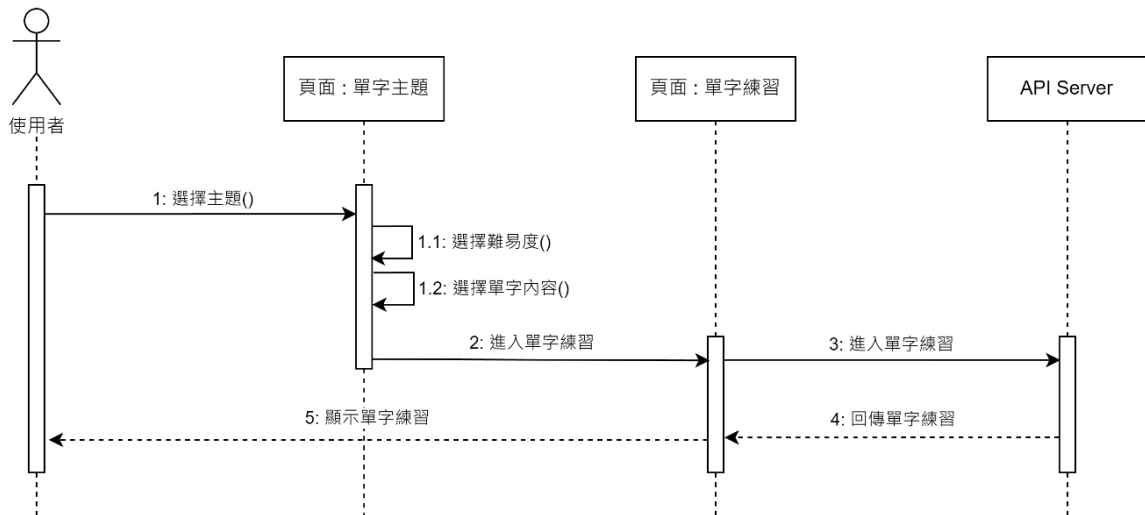 使用者
頁面 : 單字主題
頁面 : 單字練習
API Server
1: 選擇主題()
1.1: 選擇難易度()
1.2: 選擇單字內容()
2: 進入單字練習
3: 進入單字練習
5: 顯示單字練習
4: 回傳單字練習